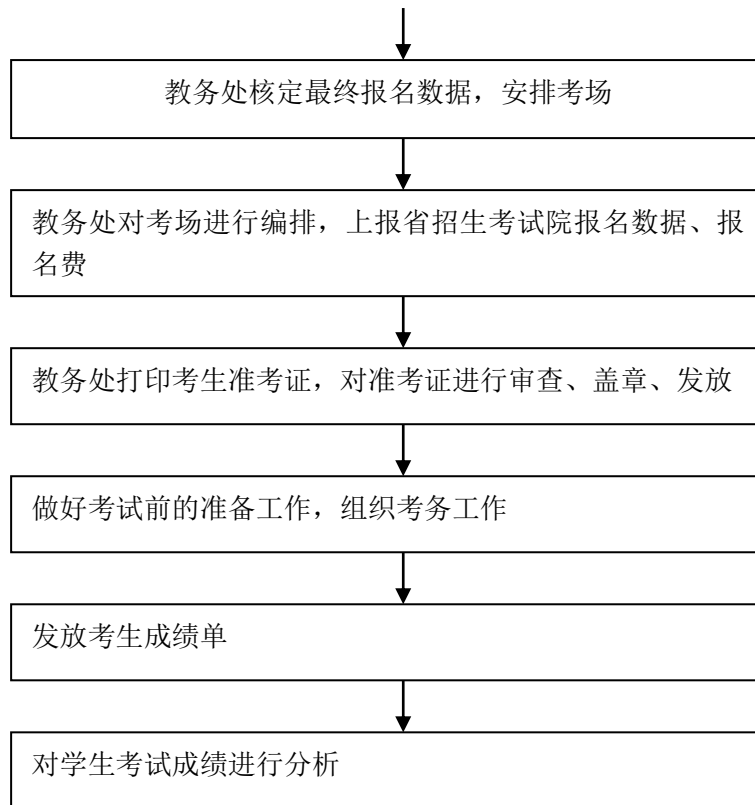 教务处核定最终报名数据，安排考场
教务处对考场进行编排，上报省招生考试院报名数据、报
名费
教务处打印考生准考证，对准考证进行审查、盖章、发放
做好考试前的准备工作，组织考务工作
发放考生成绩单
对学生考试成绩进行分析